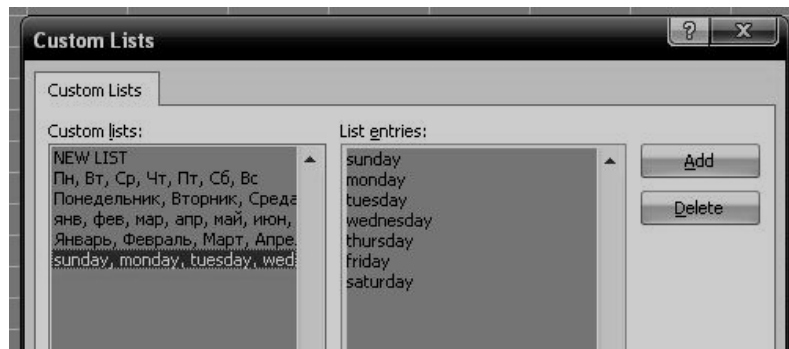 Custom Lists
Custom Lists
Custom lists:
NEW LIST
Пн, Вт, Ср, Чт, Пт, Сб, Вс
Понедельник, Вторник, Среда
янв, фев, мар, апр, май, июн,
Январь, Февраль, Март, Апре
sunday, monday, tuesday, wed
List entries:
sunday
monday
tuesday
wednesday
thursday
friday
saturday
Add
Delete